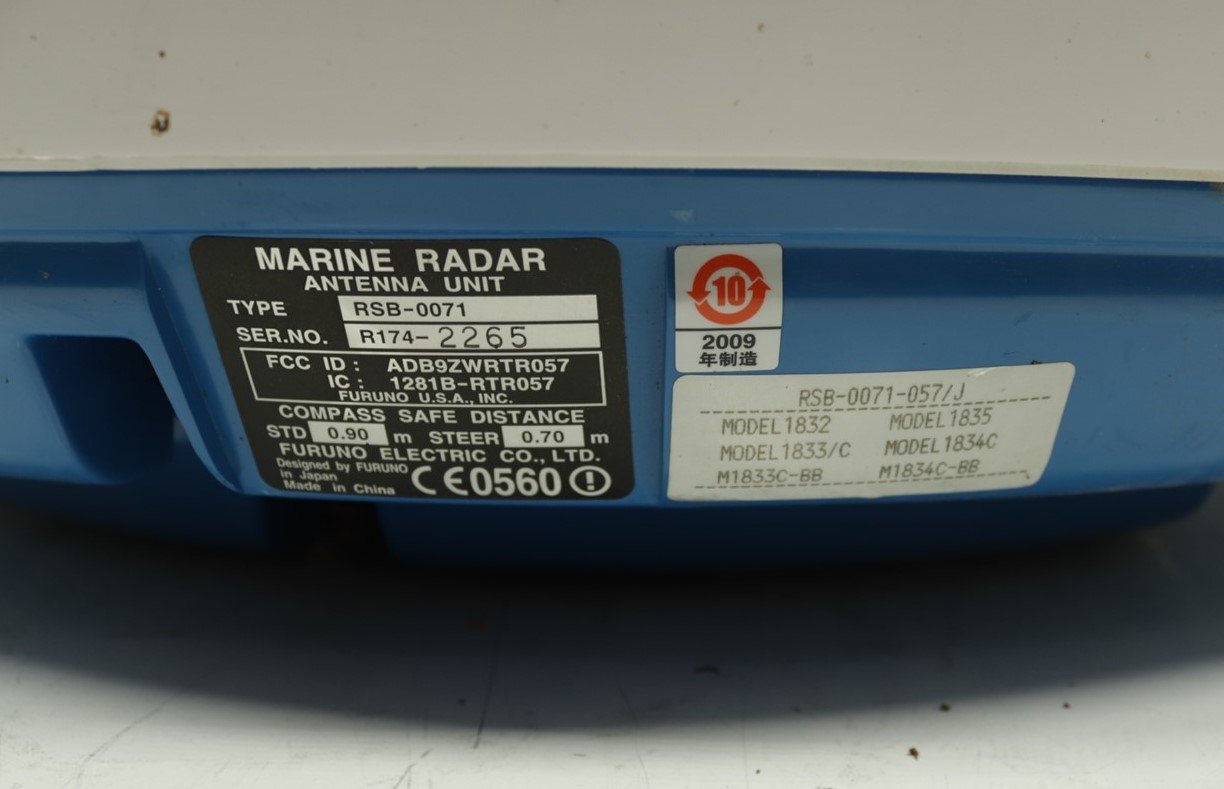 MARINE RADAR
ANTENNA UNIT
TYPE RSB-0071
SER.NO. R174-2265
FCC ID : ADB9ZWRTR057
IC : 1281B-RTR057
FURUNO U.S.A., INC.
COMPASS SAFE DISTANCE
STD 0.90 m STEER 0.70 m
FURUNO ELECTRIC CO., LTD.
Designed by FURUNO
in Japan
Made in China
CE0560
10
2009
年制造
RSB-0071-057/J
MODEL1832 MODEL1835
MODEL1833/C MODEL1834C
M1833C-BB M1834C-BB